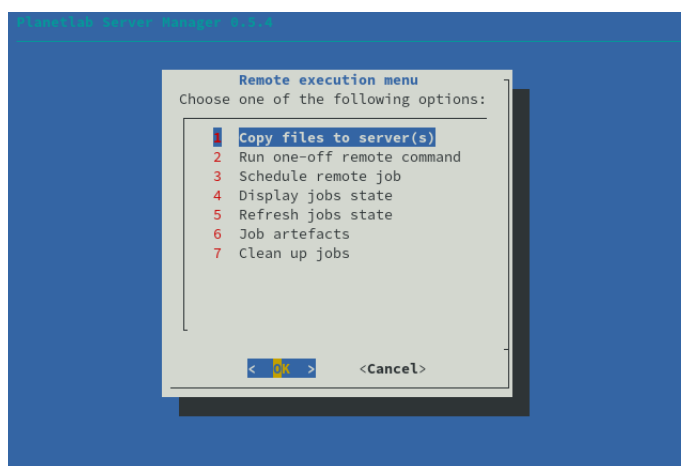 Planetlab Server Manager 0.5.4
Remote execution menu
Choose one of the following options:
1 Copy files to server(s)
2 Run one-off remote command
3 Schedule remote job
4 Display jobs state
5 Refresh jobs state
6 Job artefacts
7 Clean up jobs
< OK > <Cancel>